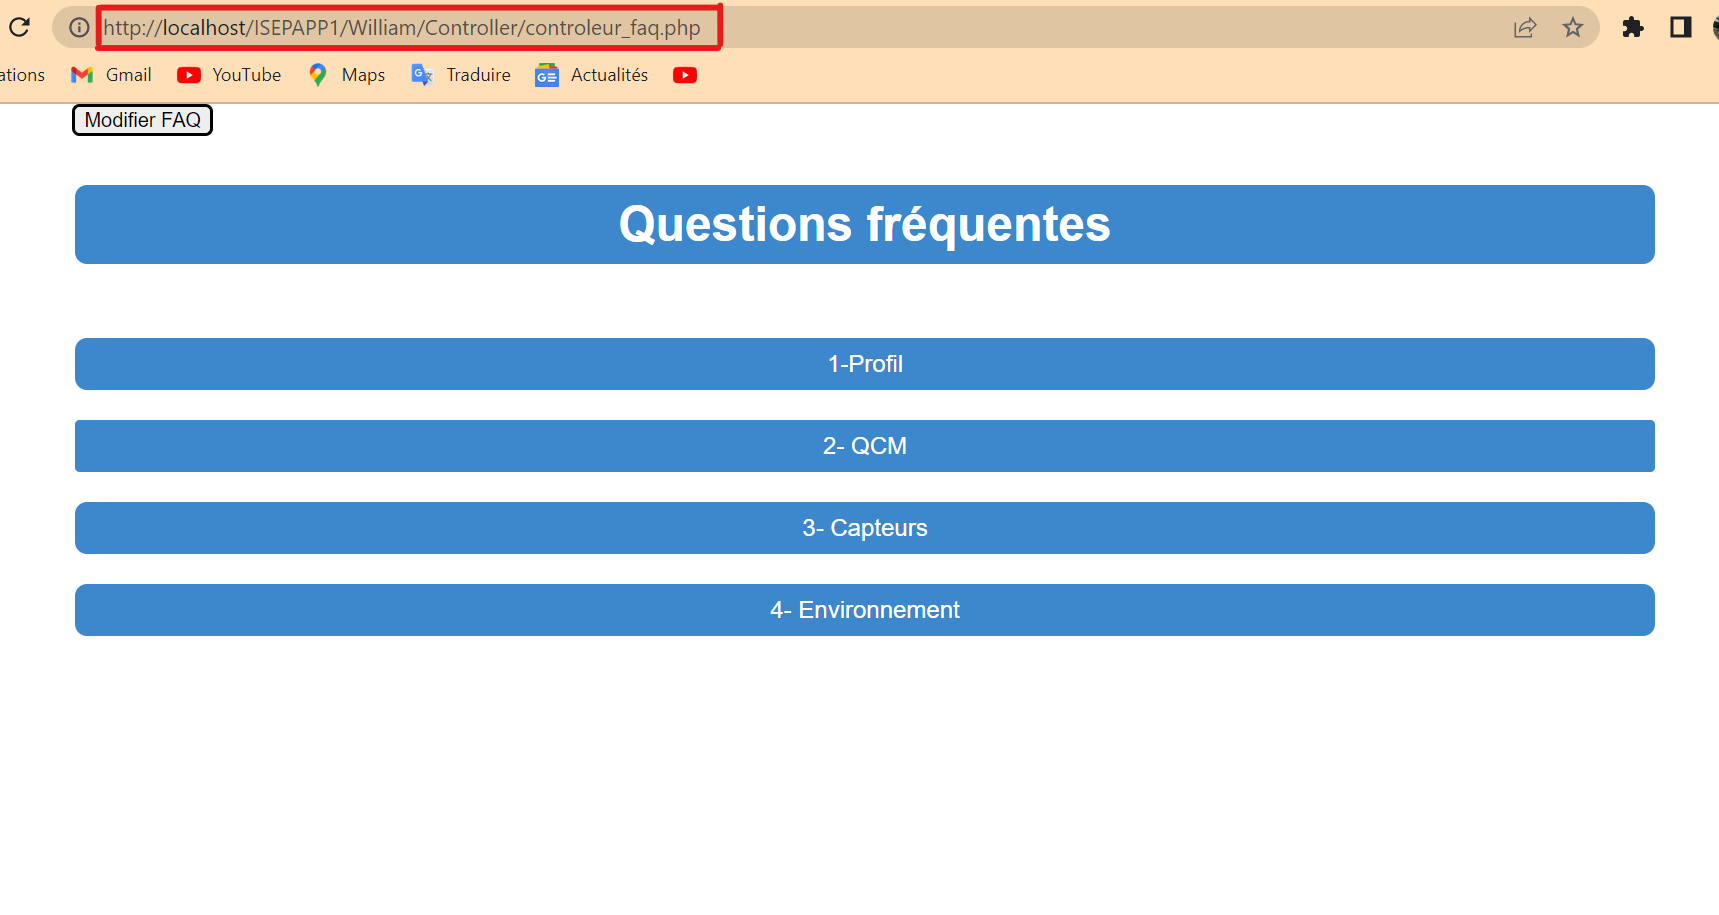 http://localhost/ISEPAPP1/William/Controller/controleur_faq.php
ations Gmail YouTube Maps Traduire Actualités
Modifier FAQ
Questions fréquentes
1-Profil
2- QCM
3- Capteurs
4- Environnement